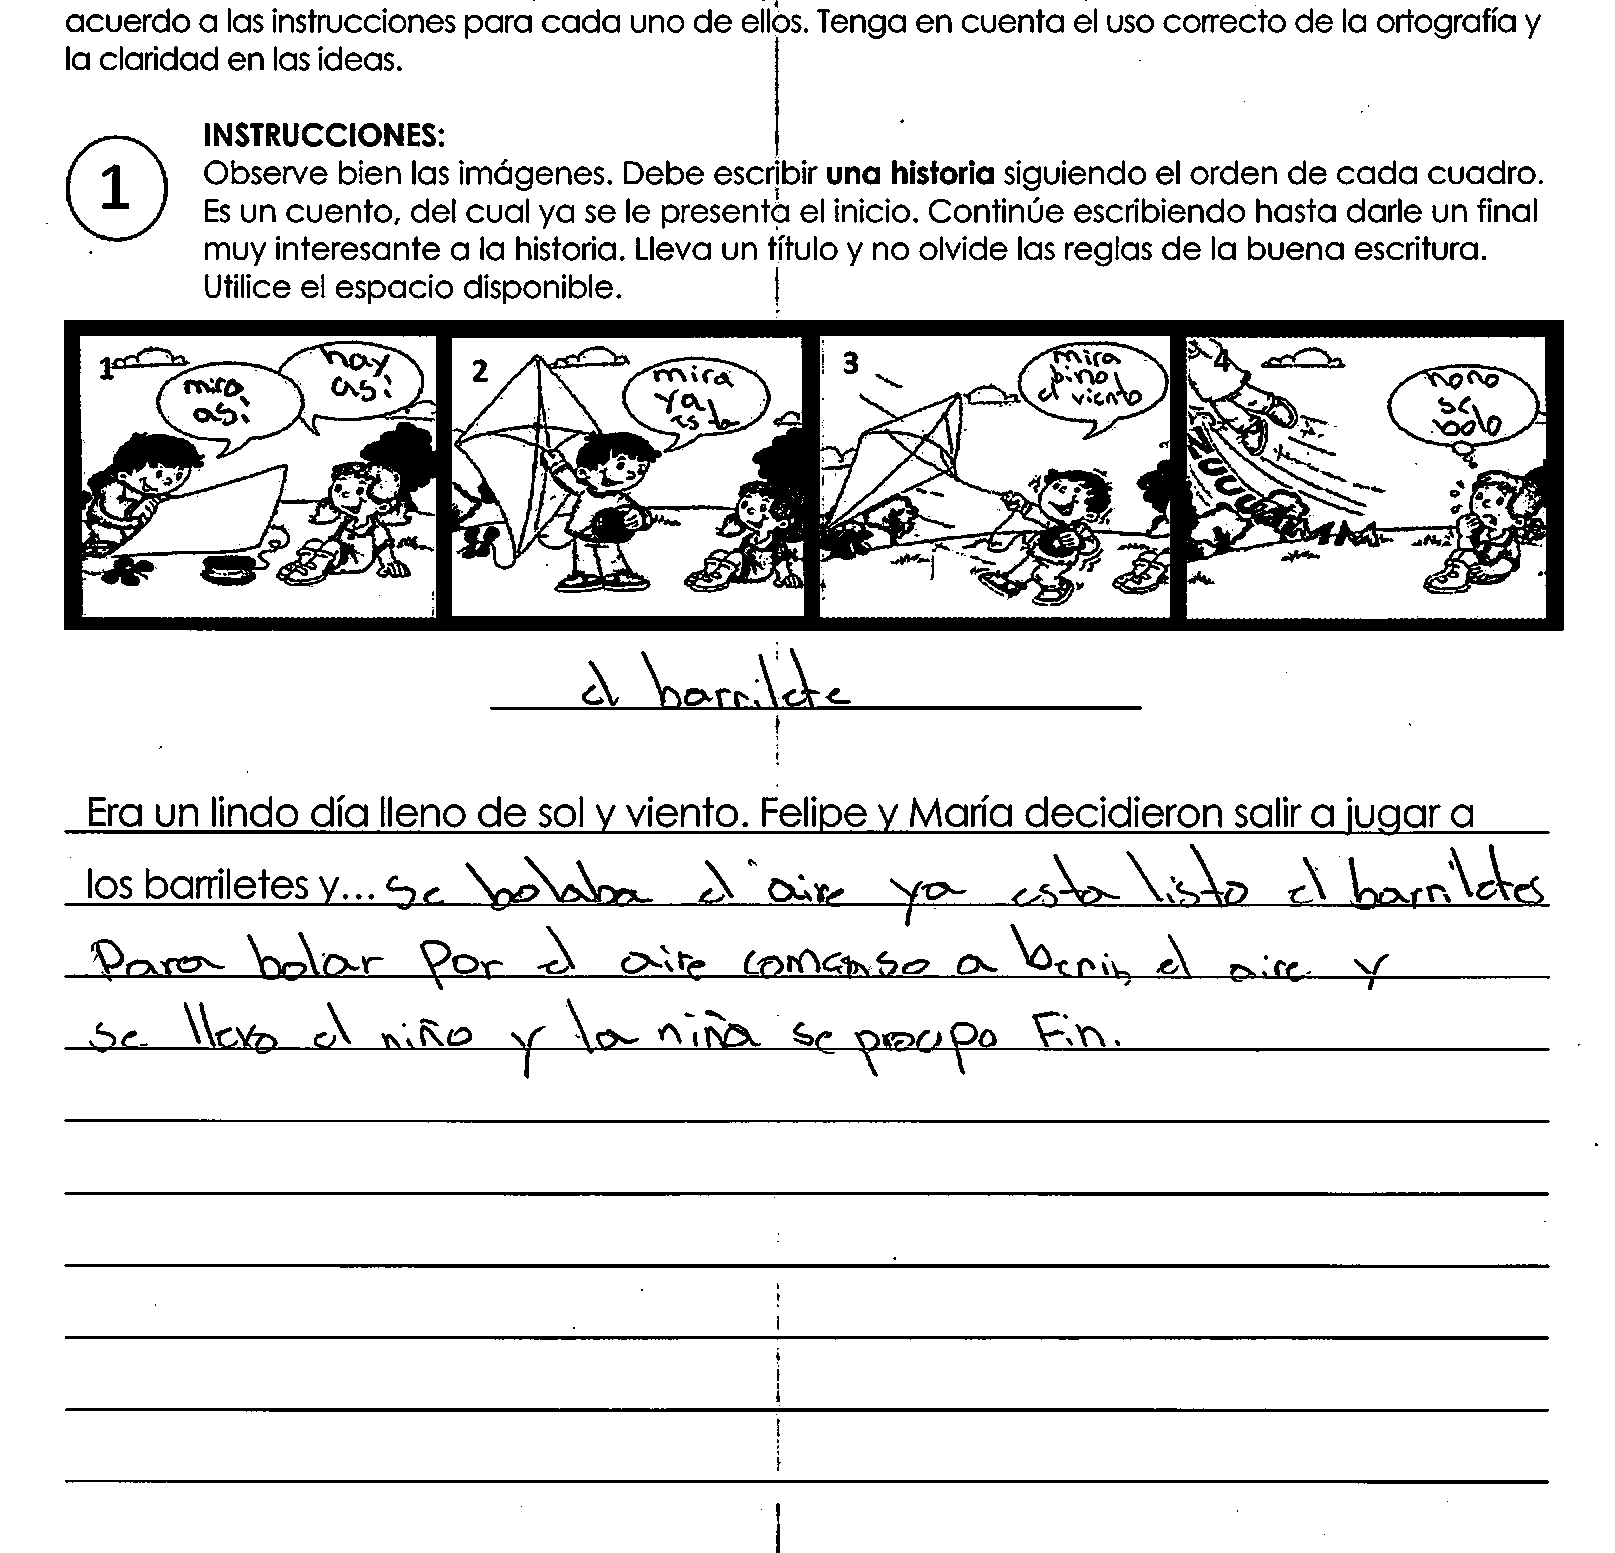 acuerdo a las instrucciones para cada uno de ellos. Tenga en cuenta el uso correcto de la ortografía y
la claridad en las ideas.
1
INSTRUCCIONES:
Observe bien las imágenes. Debe escribir una historia siguiendo el orden de cada cuadro.
Es un cuento, del cual ya se le presenta el inicio. Continúe escribiendo hasta darle un final
muy interesante a la historia. Lleva un título y no olvide las reglas de la buena escritura.
Utilice el espacio disponible.
1
mira
así
hay
así
2
mira
ya
esta
3
mira
bino
el viento
4
nono
se
bolo
ZUUUUMMM
el barrilete
Era un lindo día lleno de sol y viento. Felipe y María decidieron salir a jugar a
los barriletes y... se bolaba el aire ya esta listo el barriletes
Para bolar por el aire comenso a benir el aire y
se llevo el niño y la niña se procupo Fin.